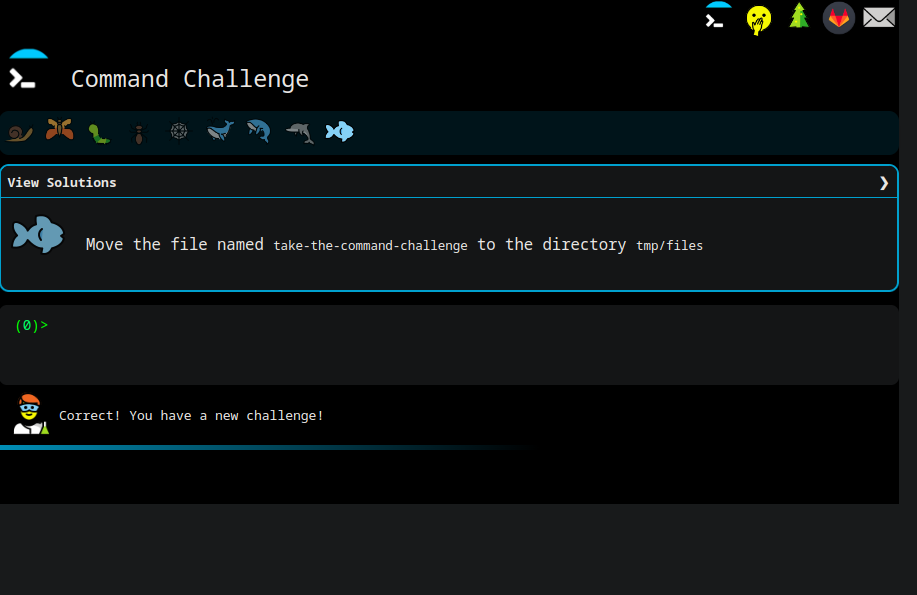 Command Challenge
View Solutions
Move the file named take-the-command-challenge to the directory tmp/files
(0)>
Correct! You have a new challenge!